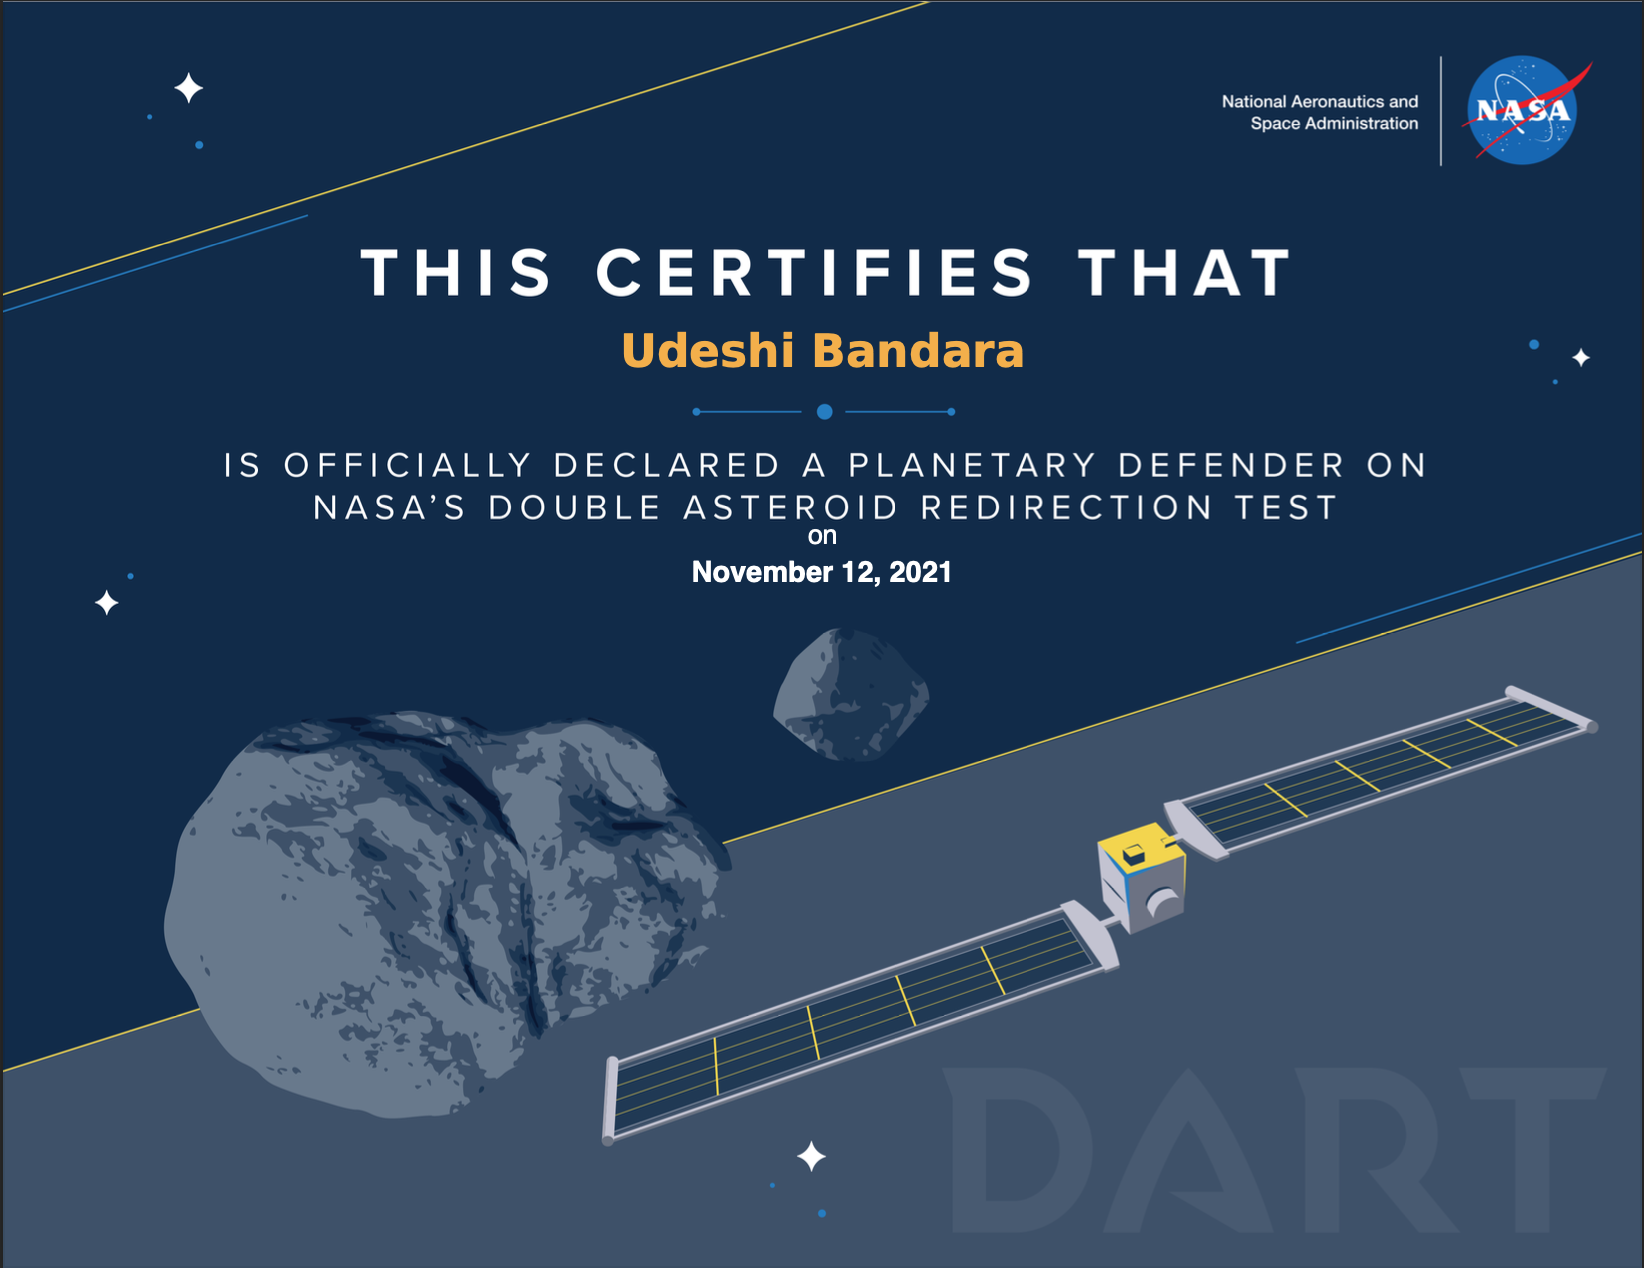 National Aeronautics and
Space Administration
NASA
THIS CERTIFIES THAT
Udeshi Bandara
IS OFFICIALLY DECLARED A PLANETARY DEFENDER ON
NASA’S DOUBLE ASTEROID REDIRECTION TEST
on
November 12, 2021
DART